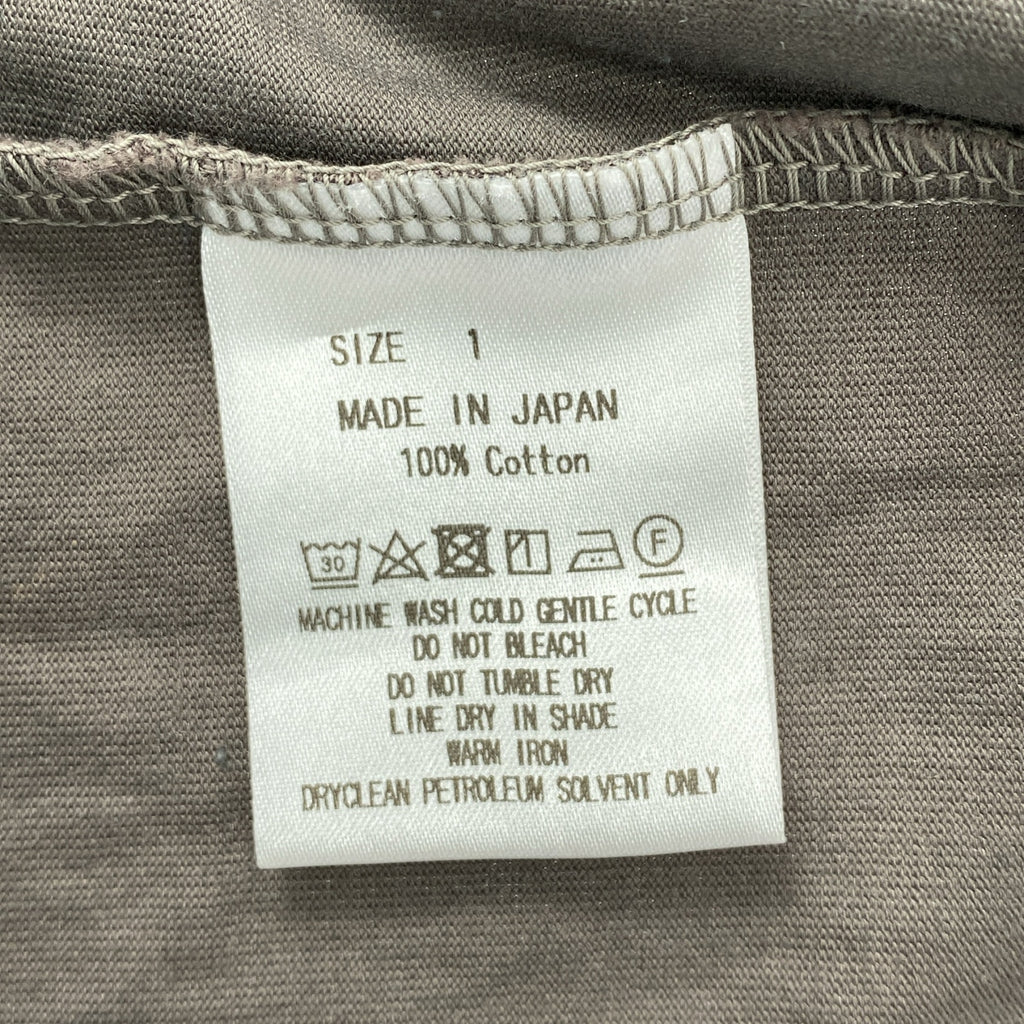 SIZE 1
MADE IN JAPAN
100% Cotton
30 F
MACHINE WASH COLD GENTLE CYCLE
DO NOT BLEACH
DO NOT TUMBLE DRY
LINE DRY IN SHADE
WARM IRON
DRYCLEAN PETROLEUM SOLVENT ONLY